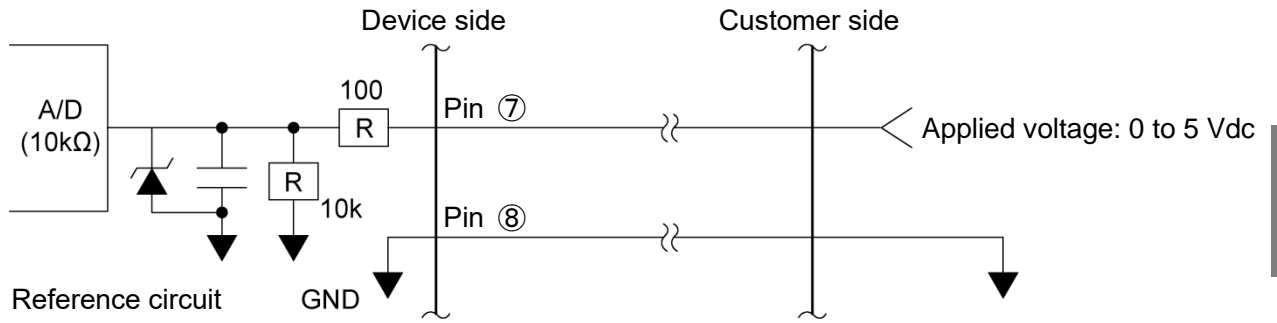 Device side
Customer side
100
A/D
(10kΩ)
R
Pin ⑦
Applied voltage: 0 to 5 Vdc
R
10k
Pin ⑧
Reference circuit
GND